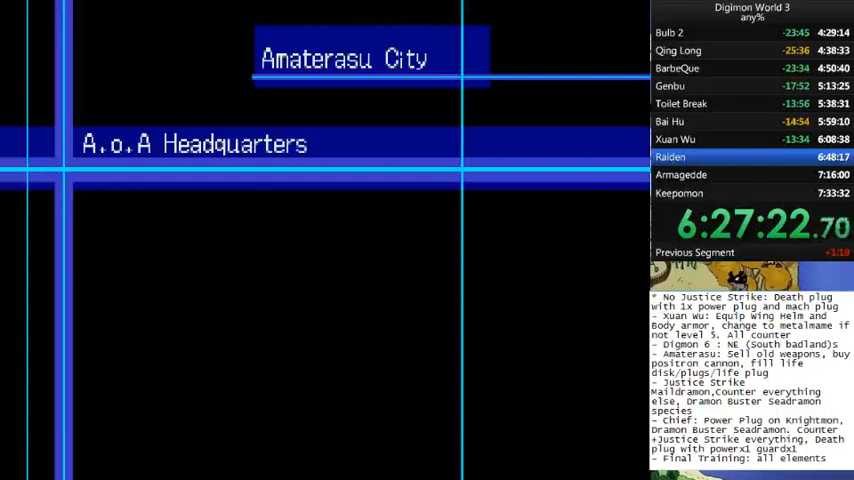 Amaterasu City
A.o.A Headquarters
Digimon World 3
any%
Bulb 2 -23:45 4:29:14
Qing Long -25:36 4:38:33
BarbeQue -23:34 4:50:40
Genbu -17:52 5:13:25
Toilet Break -13:56 5:38:31
Bai Hu -14:54 5:59:10
Xuan Wu -13:34 6:08:38
Raiden 6:48:17
Armagedde 7:16:00
Keepomon 7:33:32
6:27:22.70
Previous Segment +1:19
* No Justice Strike: Death plug
with 1x power plug and mach plug
- Xuan Wu: Equip Wing Helm and
Body armor, change to metalmame if
not level 5. All counter
- Digmon 6 : NE (South badland)s
- Amaterasu: Sell old weapons, buy
positron cannon, fill life
disk/plugs/life plug
- Justice Strike
Maildramon,Counter everything
else, Dramon Buster Seadramon
species
- Chief: Power Plug on Knightmon,
Dramon Buster Seadramon. Counter
+Justice Strike everything, Death
plug with powerx1 guardx1
- Final Training: all elements